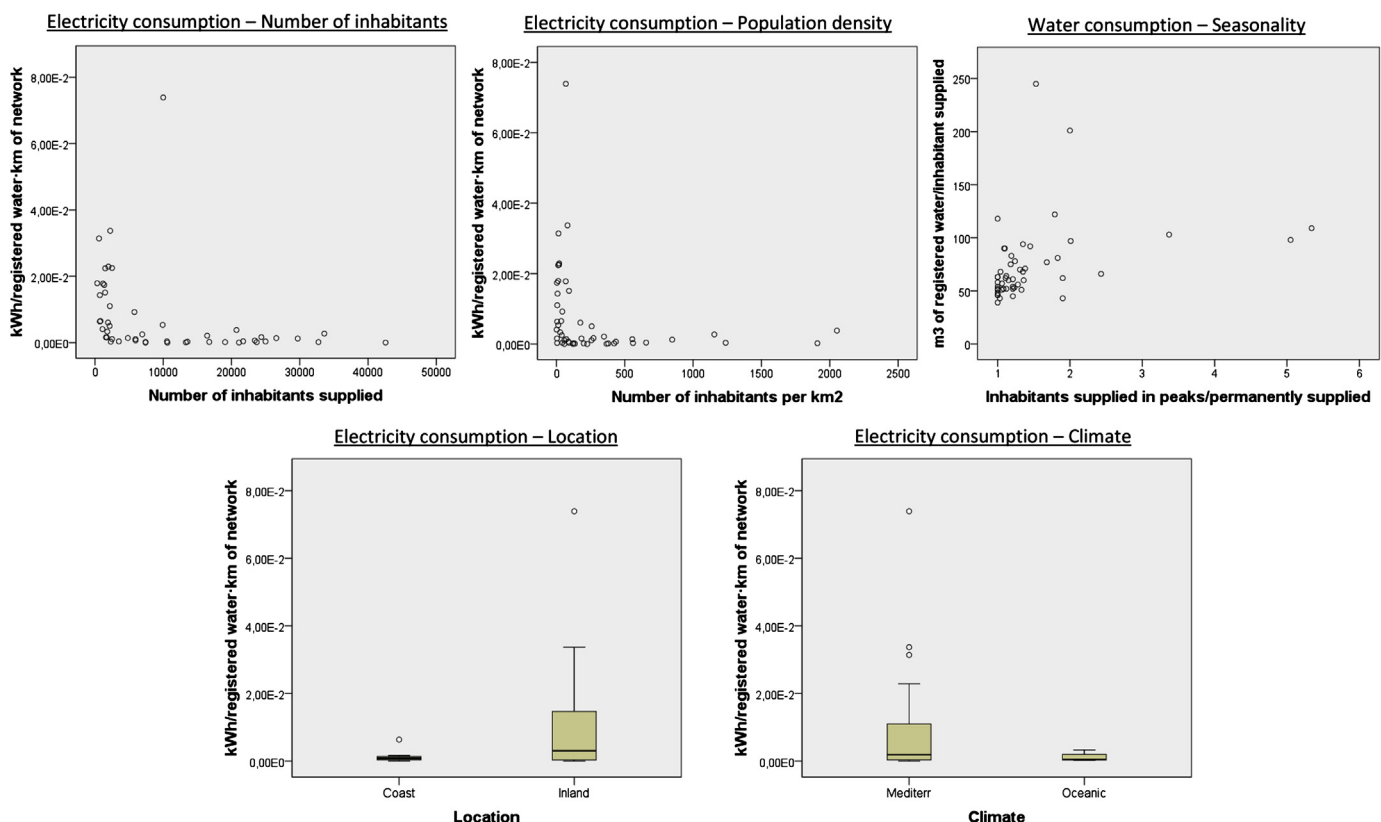 Electricity consumption – Number of inhabitants
kWh/registered water·km of network
8,00E-2
6,00E-2
4,00E-2
2,00E-2
0,00E0
0 10000 20000 30000 40000 50000
Number of inhabitants supplied
Electricity consumption – Population density
kWh/registered water·km of network
8,00E-2
6,00E-2
4,00E-2
2,00E-2
0,00E0
0 500 1000 1500 2000 2500
Number of inhabitants per km2
Water consumption – Seasonality
m3 of registered water/inhabitant supplied
250
200
150
100
50
0
1 2 3 4 5 6
Inhabitants supplied in peaks/permanently supplied
Electricity consumption – Location
kWh/registered water·km of network
8,00E-2
6,00E-2
4,00E-2
2,00E-2
0,00E0
Coast Inland
Location
Electricity consumption – Climate
kWh/registered water·km of network
8,00E-2
6,00E-2
4,00E-2
2,00E-2
0,00E0
Mediterr Oceanic
Climate